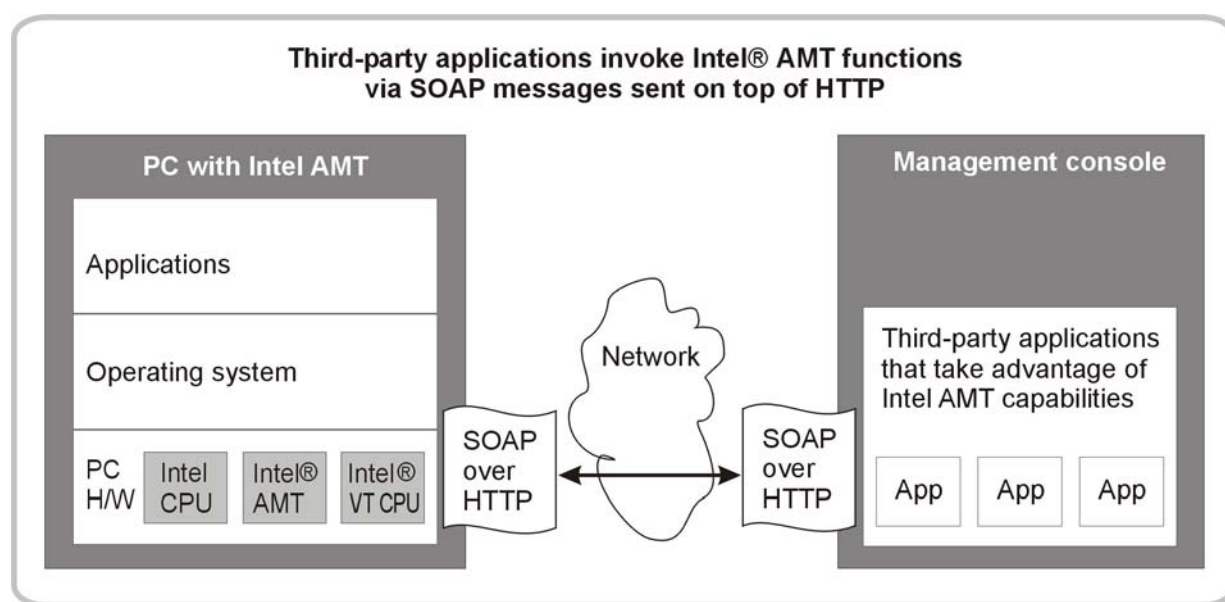 Third-party applications invoke Intel® AMT functions
via SOAP messages sent on top of HTTP
PC with Intel AMT
Applications
Operating system
PC
H/W
Intel
CPU
Intel®
AMT
Intel®
VT CPU
SOAP
over
HTTP
Network
SOAP
over
HTTP
Management console
Third-party applications
that take advantage of
Intel AMT capabilities
App
App
App